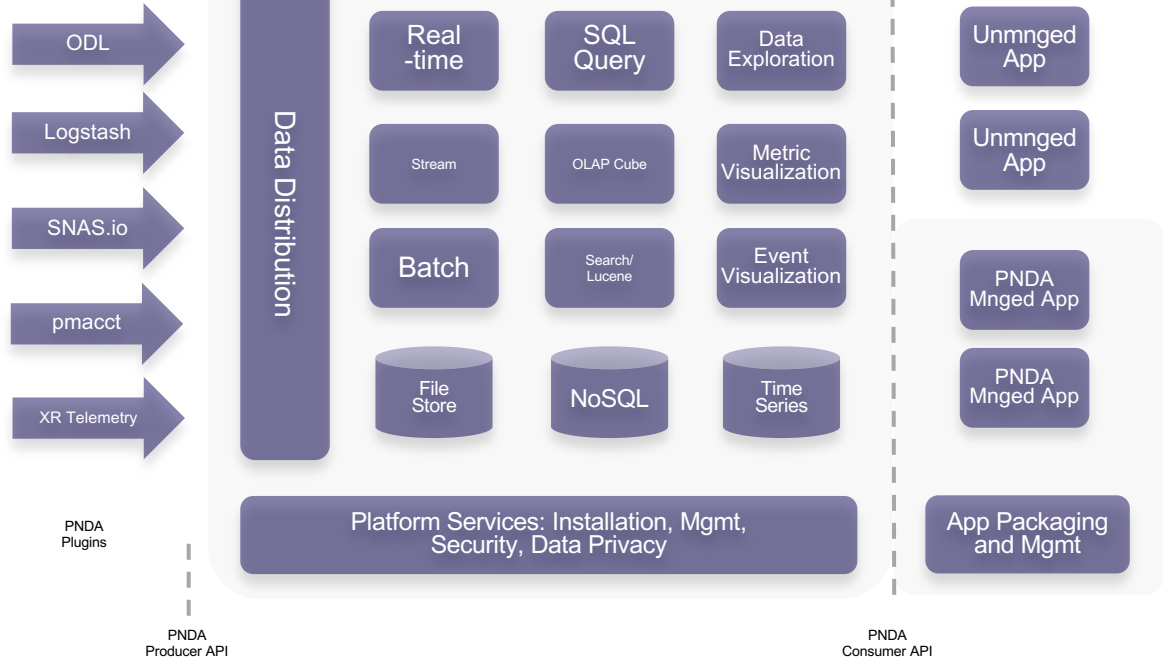 ODL
Logstash
SNAS.io
pmacct
XR Telemetry
PNDA
Plugins
PNDA
Producer API
Data Distribution
Real
-time
SQL
Query
Data
Exploration
Stream
OLAP Cube
Metric
Visualization
Batch
Search/
Lucene
Event
Visualization
File
Store
NoSQL
Time
Series
Platform Services: Installation, Mgmt,
Security, Data Privacy
Unmnged
App
Unmnged
App
PNDA
Mnged App
PNDA
Mnged App
App Packaging
and Mgmt
PNDA
Consumer API